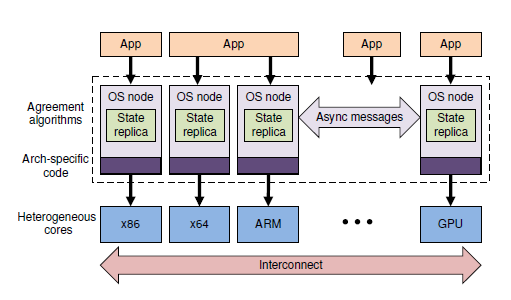 App
App
App
App
OS node
OS node
OS node
OS node
Agreement
algorithms
State
replica
State
replica
State
replica
Async messages
State
replica
Arch-specific
code
Heterogeneous
cores
x86
x64
ARM
• • •
GPU
Interconnect